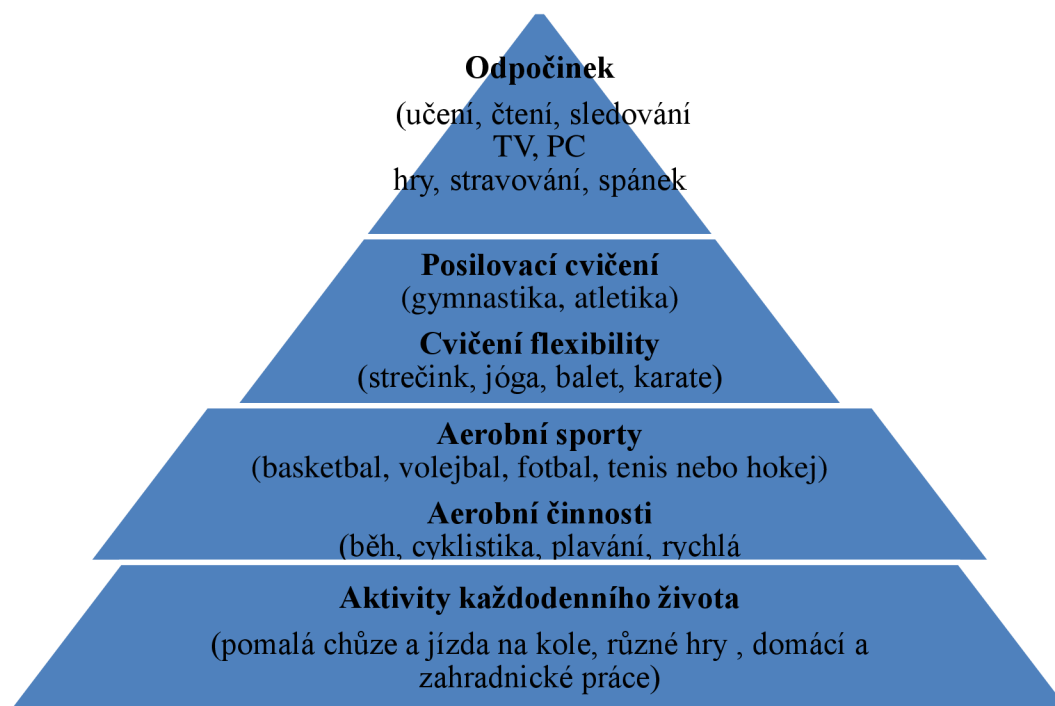 Odpočinek
(učení, čtení, sledování
TV, PC
hry, stravování, spánek
Posilovací cvičení
(gymnastika, atletika)
Cvičení flexibility
(strečink, jóga, balet, karate)
Aerobní sporty
(basketbal, volejbal, fotbal, tenis nebo hokej)
Aerobní činnosti
(běh, cyklistika, plavání, rychlá
Aktivity každodenního života
(pomalá chůze a jízda na kole, různé hry , domácí a
zahradnické práce)